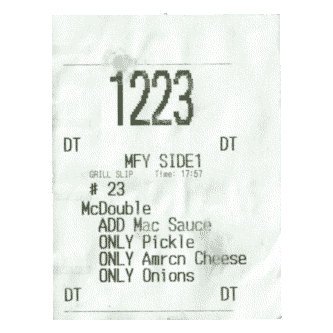 1223
DT DT
MFY SIDE1
GRILL SLIP Time: 17:57
# 23
McDouble
ADD Mac Sauce
ONLY Pickle
ONLY Amrcn Cheese
ONLY Onions
DT DT